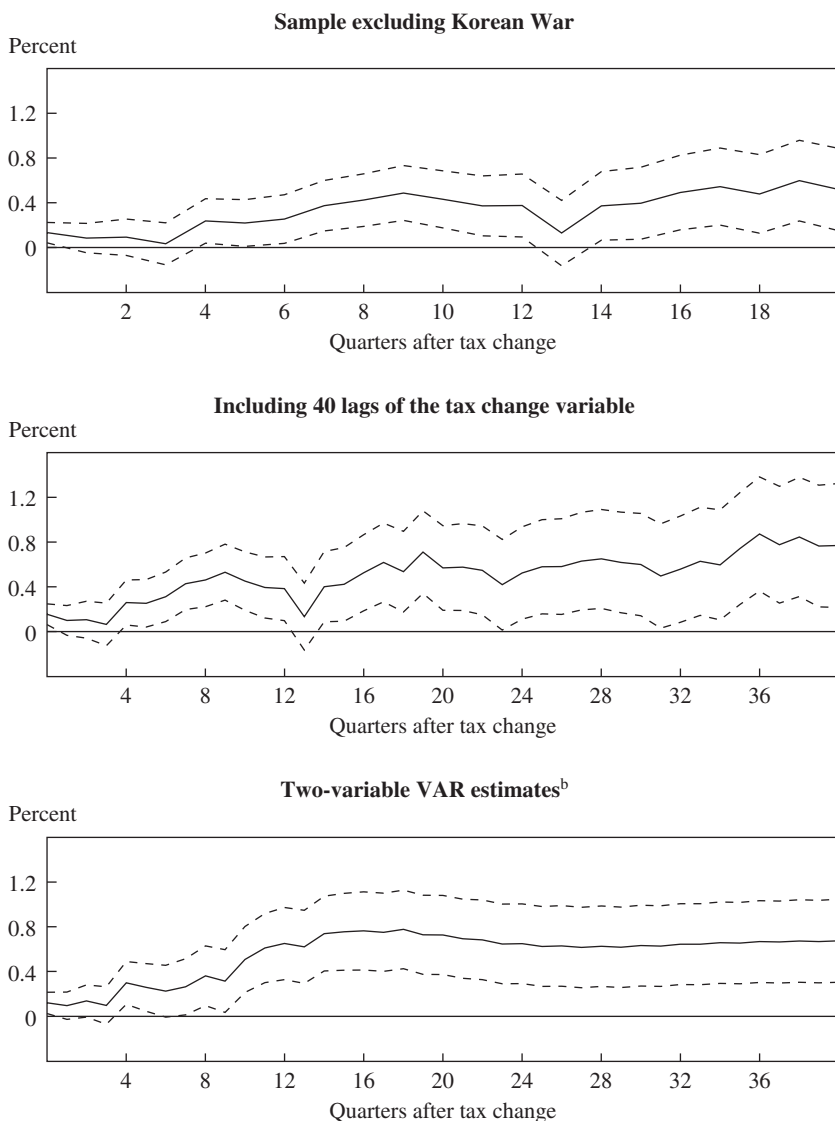 Sample excluding Korean War
Percent
1.2
0.8
0.4
0
2 4 6 8 10 12 14 16 18
Quarters after tax change
Including 40 lags of the tax change variable
Percent
1.2
0.8
0.4
0
4 8 12 16 20 24 28 32 36
Quarters after tax change
Two-variable VAR estimatesᵇ
Percent
1.2
0.8
0.4
0
4 8 12 16 20 24 28 32 36
Quarters after tax change